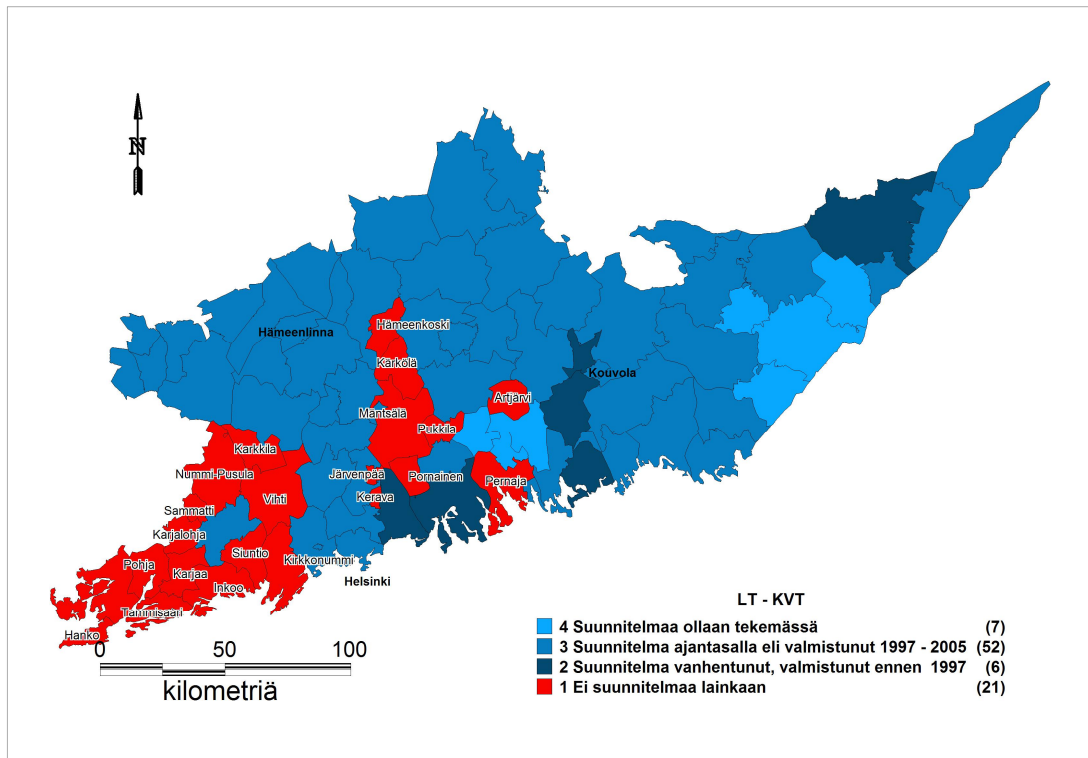 N
Hämeenkoski
Hämeenlinna
Kärkölä
Kouvola
Artjärvi
Mäntsälä
Pukkila
Karkkila
Nummi-Pusula
Järvenpää
Pornainen
Pernaja
Vihti
Kerava
Sammatti
Karjalohja
Siuntio
Kirkkonummi
Pohja
Karjaa
Helsinki
Inkoo
Tammisaari
Hanko
0 50 100
kilometriä
LT - KVT
4 Suunnitelmaa ollaan tekemässä (7)
3 Suunnitelma ajantasalla eli valmistunut 1997 - 2005 (52)
2 Suunnitelma vanhentunut, valmistunut ennen 1997 (6)
1 Ei suunnitelmaa lainkaan (21)